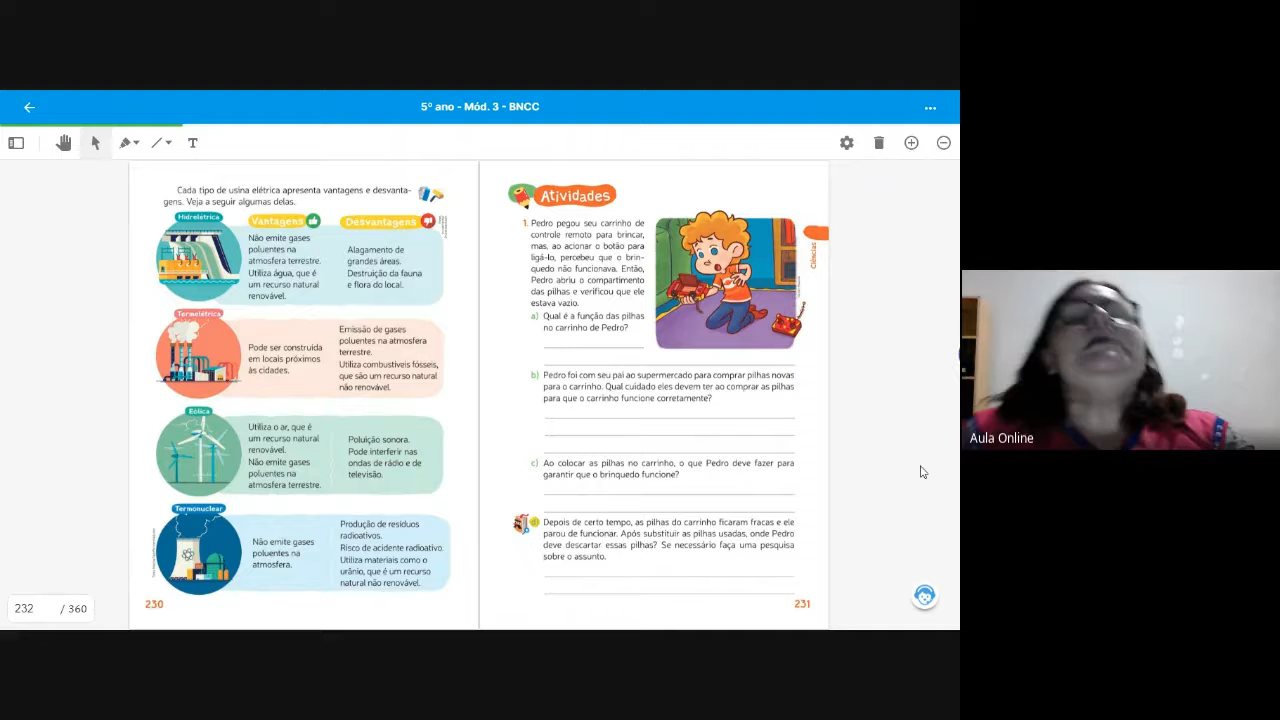 5º ano - Mód. 3 - BNCC
T
Cada tipo de usina elétrica apresenta vantagens e desvanta-
gens. Veja a seguir algumas delas.
Hidrelétrica
Vantagens
Desvantagens
Não emite gases
poluentes na
atmosfera terrestre.
Utiliza água, que é
um recurso natural
renovável.
Alagamento de
grandes áreas.
Destruição da fauna
e flora do local.
Termelétrica
Pode ser construída
em locais próximos
às cidades.
Emissão de gases
poluentes na atmosfera
terrestre.
Utiliza combustíveis fósseis,
que são um recurso natural
não renovável.
Eólica
Utiliza o ar, que é
um recurso natural
renovável.
Não emite gases
poluentes na
atmosfera terrestre.
Poluição sonora.
Pode interferir nas
ondas de rádio e de
televisão.
Termonuclear
Não emite gases
poluentes na
atmosfera.
Produção de resíduos
radioativos.
Risco de acidente radioativo.
Utiliza materiais como o
urânio, que é um recurso
natural não renovável.
230
Atividades
1. Pedro pegou seu carrinho de
controle remoto para brincar,
mas, ao acionar o botão para
ligá-lo, percebeu que o brin-
quedo não funcionava. Então,
Pedro abriu o compartimento
das pilhas e verificou que ele
estava vazio.
a) Qual é a função das pilhas
no carrinho de Pedro?
b) Pedro foi com seu pai ao supermercado para comprar pilhas novas
para o carrinho. Qual cuidado eles devem ter ao comprar as pilhas
para que o carrinho funcione corretamente?
c) Ao colocar as pilhas no carrinho, o que Pedro deve fazer para
garantir que o brinquedo funcione?
d) Depois de certo tempo, as pilhas do carrinho ficaram fracas e ele
parou de funcionar. Após substituir as pilhas usadas, onde Pedro
deve descartar essas pilhas? Se necessário faça uma pesquisa
sobre o assunto.
Ciências
231
232 / 360
Aula Online